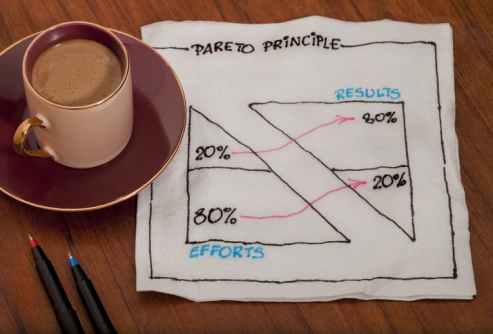 PARETO PRINCIPLE
RESULTS
80%
20%
20%
80%
EFFORTS